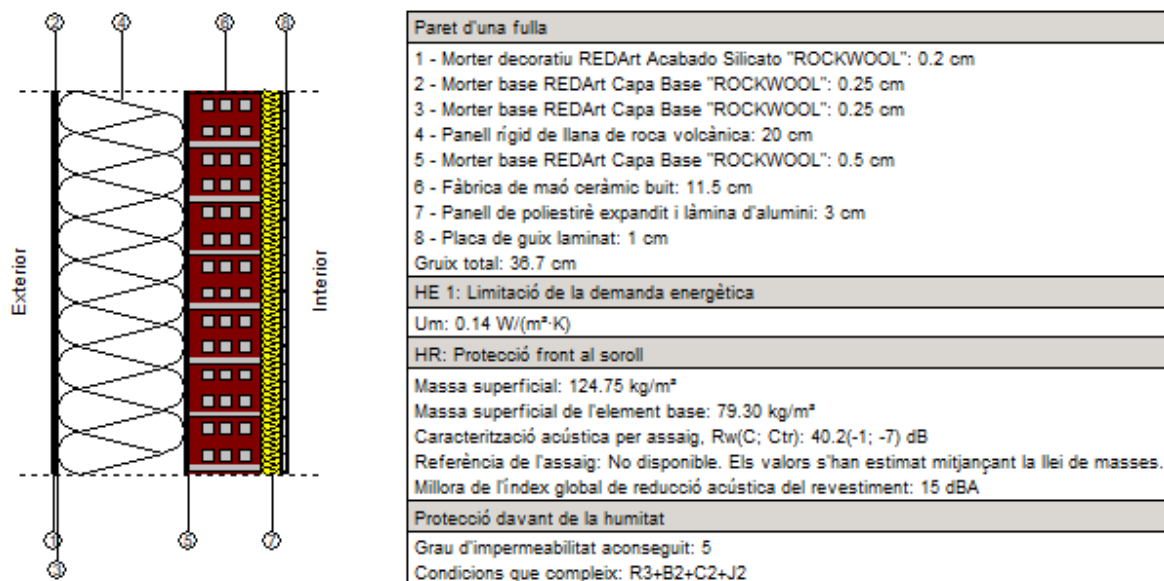 2
4
6
8
Exterior
Interior
1
3
5
7
Paret d'una fulla
1 - Morter decoratiu REDArt Acabado Silicato "ROCKWOOL": 0.2 cm
2 - Morter base REDArt Capa Base "ROCKWOOL": 0.25 cm
3 - Morter base REDArt Capa Base "ROCKWOOL": 0.25 cm
4 - Panell rígid de llana de roca volcànica: 20 cm
5 - Morter base REDArt Capa Base "ROCKWOOL": 0.5 cm
6 - Fàbrica de maó ceràmic buit: 11.5 cm
7 - Panell de poliestirè expandit i làmina d'alumini: 3 cm
8 - Placa de guix laminat: 1 cm
Gruix total: 36.7 cm
HE 1: Limitació de la demanda energètica
Um: 0.14 W/(m²·K)
HR: Protecció front al soroll
Massa superficial: 124.75 kg/m²
Massa superficial de l'element base: 79.30 kg/m²
Caracterització acústica per assaig, Rw(C; Ctr): 40.2(-1; -7) dB
Referència de l'assaig: No disponible. Els valors s'han estimat mitjançant la llei de masses.
Millora de l'índex global de reducció acústica del revestiment: 15 dBA
Protecció davant de la humitat
Grau d'impermeabilitat aconseguit: 5
Condicions que compleix: R3+B2+C2+J2